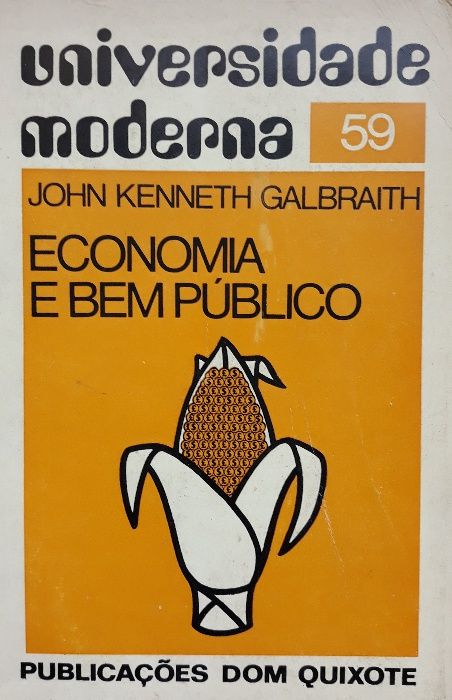 universidade
moderna 59
JOHN KENNETH GALBRAITH
ECONOMIA
E BEM PÚBLICO
PUBLICAÇÕES DOM QUIXOTE